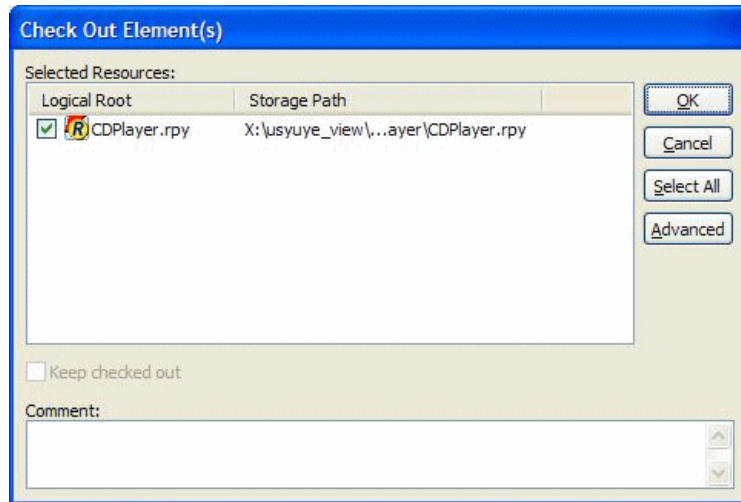 Check Out Element(s)
Selected Resources:
Logical Root Storage Path
CDPlayer.rpy X:\usyuye_view\...ayer\CDPlayer.rpy
OK
Cancel
Select All
Advanced
Keep checked out
Comment: